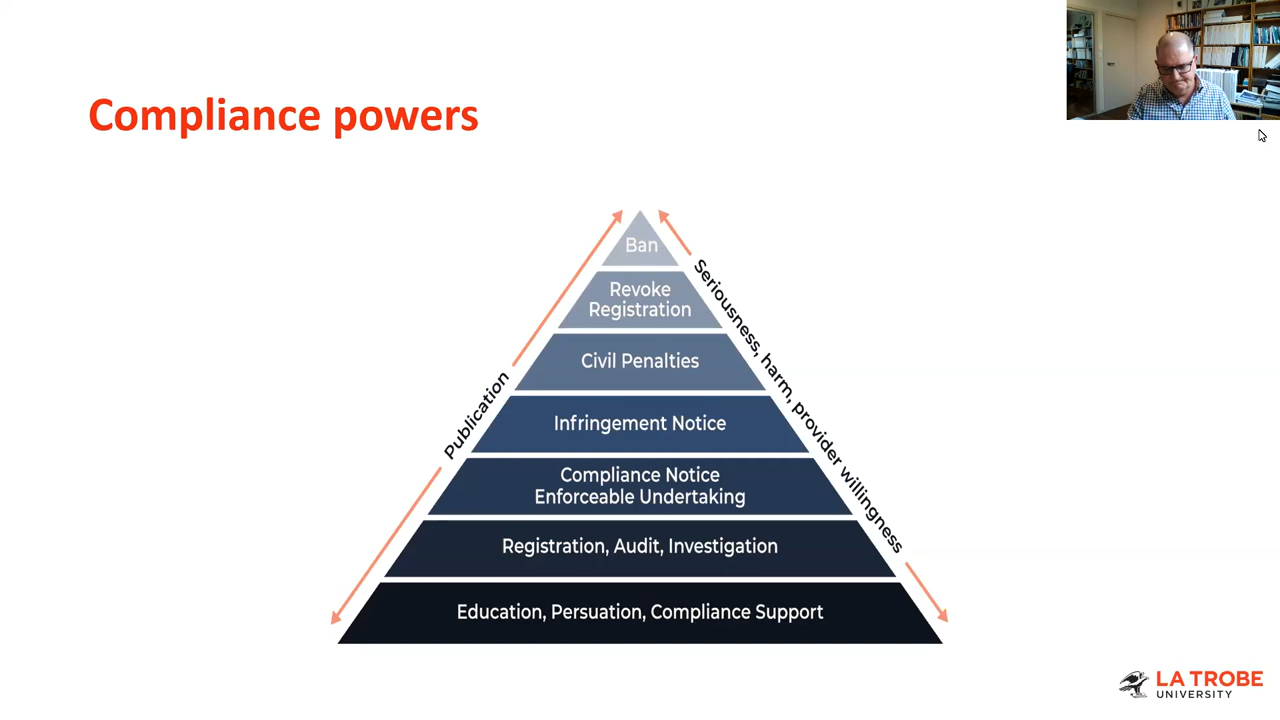 Compliance powers
Ban
Revoke
Registration
Civil Penalties
Infringement Notice
Compliance Notice
Enforceable Undertaking
Registration, Audit, Investigation
Education, Persuation, Compliance Support
Publication
Seriousness, harm, provider willingness
LA TROBE
UNIVERSITY